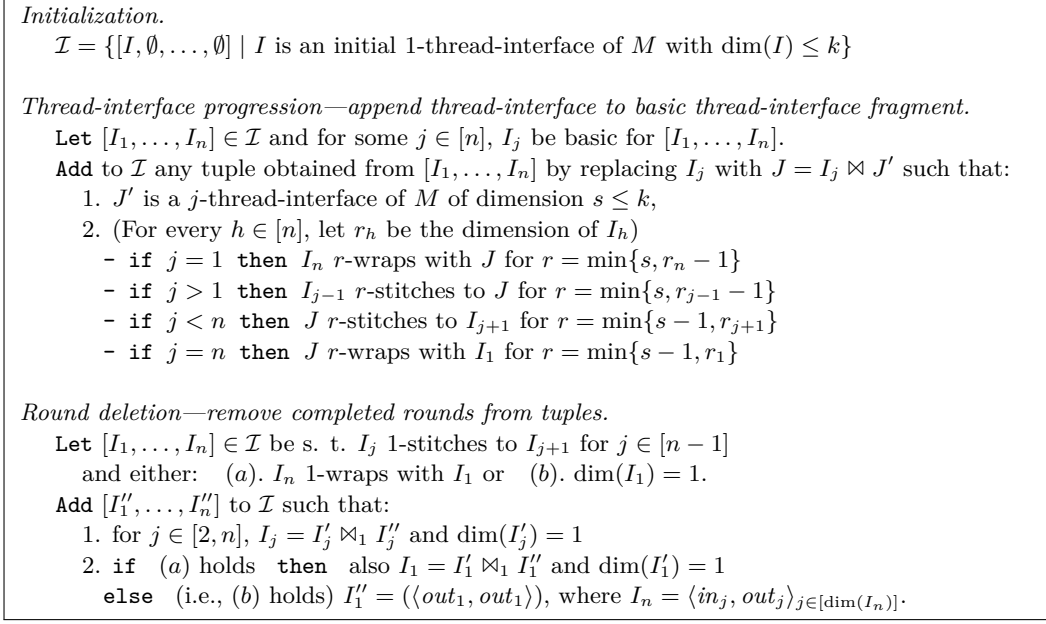 Initialization.
𝓘 = {[I, ∅, . . . , ∅] | I is an initial 1-thread-interface of M with dim(I) ≤ k}
Thread-interface progression—append thread-interface to basic thread-interface fragment.
Let [I₁, . . . , Iₙ] ∈ 𝓘 and for some j ∈ [n], Iⱼ be basic for [I₁, . . . , Iₙ].
Add to 𝓘 any tuple obtained from [I₁, . . . , Iₙ] by replacing Iⱼ with J = Iⱼ ⋈ J′ such that:
1. J′ is a j-thread-interface of M of dimension s ≤ k,
2. (For every h ∈ [n], let r_h be the dimension of I_h)
- if j = 1 then Iₙ r-wraps with J for r = min{s, rₙ − 1}
- if j > 1 then I_{j−1} r-stitches to J for r = min{s, r_{j−1} − 1}
- if j < n then J r-stitches to I_{j+1} for r = min{s − 1, r_{j+1}}
- if j = n then J r-wraps with I₁ for r = min{s − 1, r₁}
Round deletion—remove completed rounds from tuples.
Let [I₁, . . . , Iₙ] ∈ 𝓘 be s. t. Iⱼ 1-stitches to I_{j+1} for j ∈ [n − 1]
and either: (a). Iₙ 1-wraps with I₁ or (b). dim(I₁) = 1.
Add [I″₁, . . . , I″ₙ] to 𝓘 such that:
1. for j ∈ [2, n], Iⱼ = I′ⱼ ⋈₁ I″ⱼ and dim(I′ⱼ) = 1
2. if (a) holds then also I₁ = I′₁ ⋈₁ I″₁ and dim(I′₁) = 1
else (i.e., (b) holds) I″₁ = (⟨out₁, out₁⟩), where Iₙ = ⟨inⱼ, outⱼ⟩_{j∈[dim(Iₙ)]}.